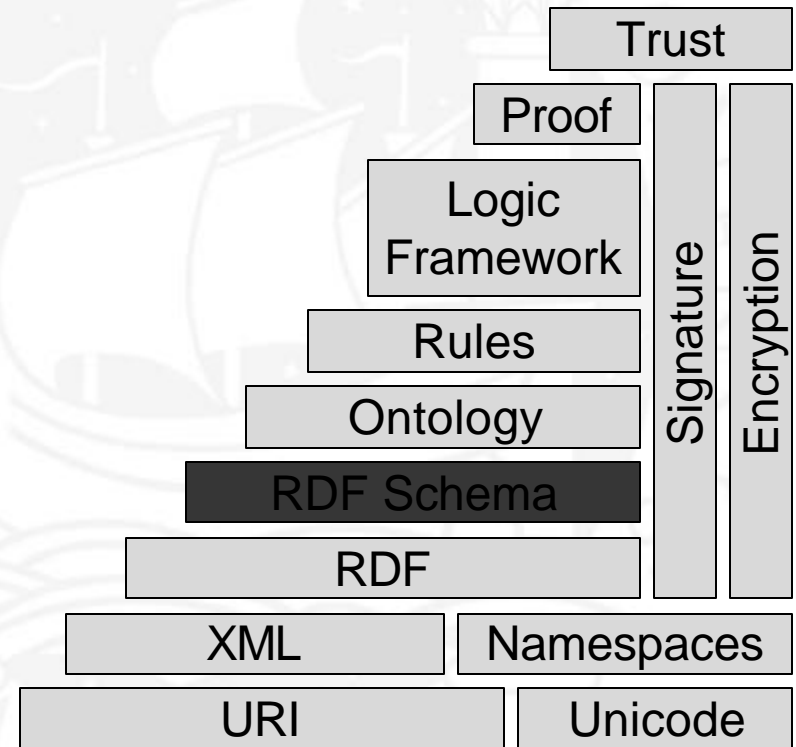 Trust
Proof
Logic
Framework
Rules
Ontology
RDF Schema
RDF
Signature
Encryption
XML
Namespaces
URI
Unicode